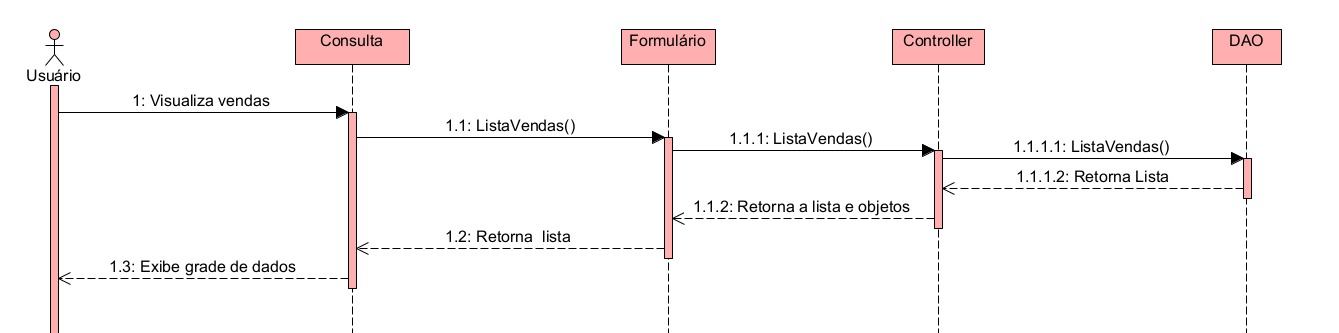 Consulta
Formulário
Controller
DAO
Usuário
1: Visualiza vendas
1.1: ListaVendas()
1.1.1: ListaVendas()
1.1.1.1: ListaVendas()
1.1.1.2: Retorna Lista
1.1.2: Retorna a lista e objetos
1.2: Retorna  lista
1.3: Exibe grade de dados